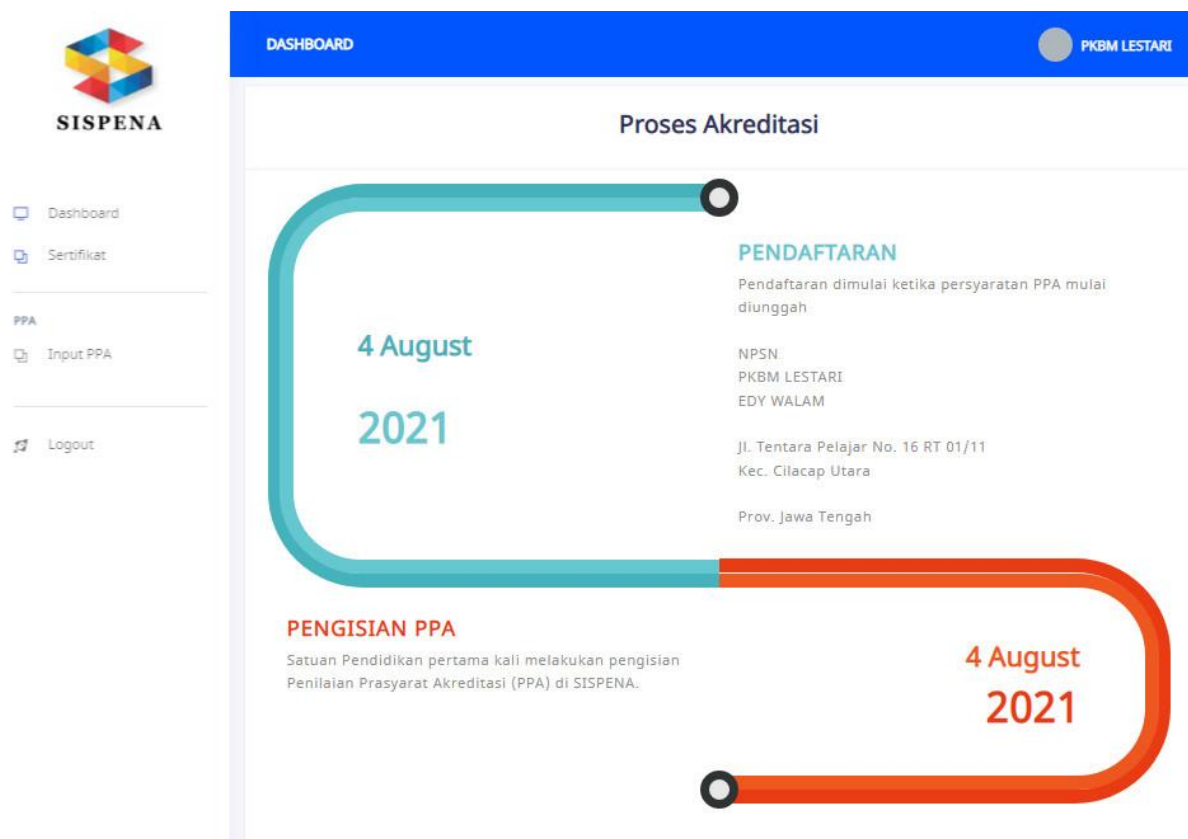 SISPENA
Dashboard
Sertifikat
PPA
Input PPA
Logout
DASHBOARD
PKBM LESTARI
Proses Akreditasi
4 August
2021
PENDAFTARAN
Pendaftaran dimulai ketika persyaratan PPA mulai
diunggah
NPSN
PKBM LESTARI
EDY WALAM
Jl. Tentara Pelajar No. 16 RT 01/11
Kec. Cilacap Utara
Prov. Jawa Tengah
PENGISIAN PPA
Satuan Pendidikan pertama kali melakukan pengisian
Penilaian Prasyarat Akreditasi (PPA) di SISPENA.
4 August
2021